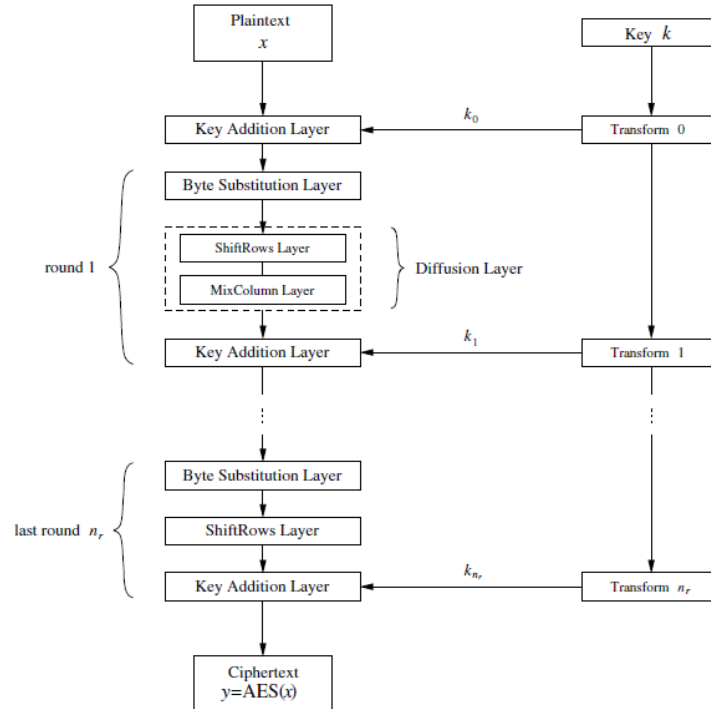 Plaintext
x
Key k
k₀
Key Addition Layer
Transform 0
Byte Substitution Layer
ShiftRows Layer
round 1
Diffusion Layer
MixColumn Layer
k₁
Key Addition Layer
Transform 1
Byte Substitution Layer
last round nᵣ
ShiftRows Layer
kₙᵣ
Key Addition Layer
Transform nᵣ
Ciphertext
y=AES(x)